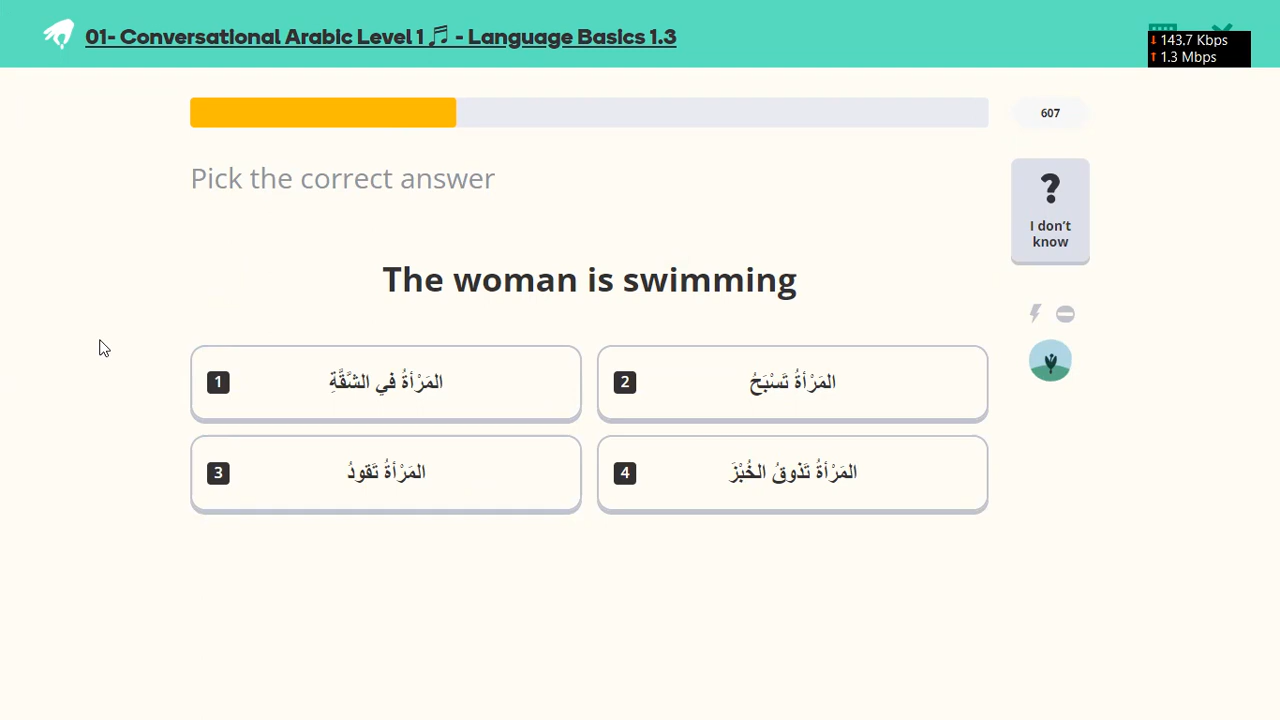 01- Conversational Arabic Level 1 🎵 - Language Basics 1.3
143.7 Kbps
1.3 Mbps
607
Pick the correct answer
?
I don't
know
The woman is swimming
1 المَرْأةُ في الشَّقَّةِ
2 المَرْأةُ تَسْبَحُ
3 المَرْأةُ تَقودُ
4 المَرْأةُ تَذوقُ الخُبْزَ